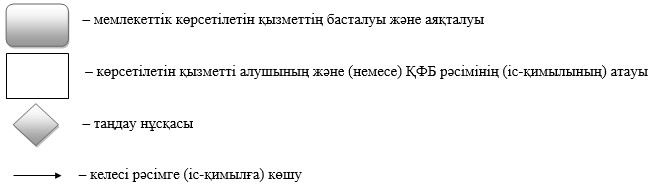 – мемлекеттік көрсетілетін қызметтің басталуы және аяқталуы
– көрсетілетін қызметті алушының және (немесе) ҚФБ рәсімінің (іс-қимылының) атауы
– таңдау нұсқасы
– келесі рәсімге (іс-қимылға) көшу